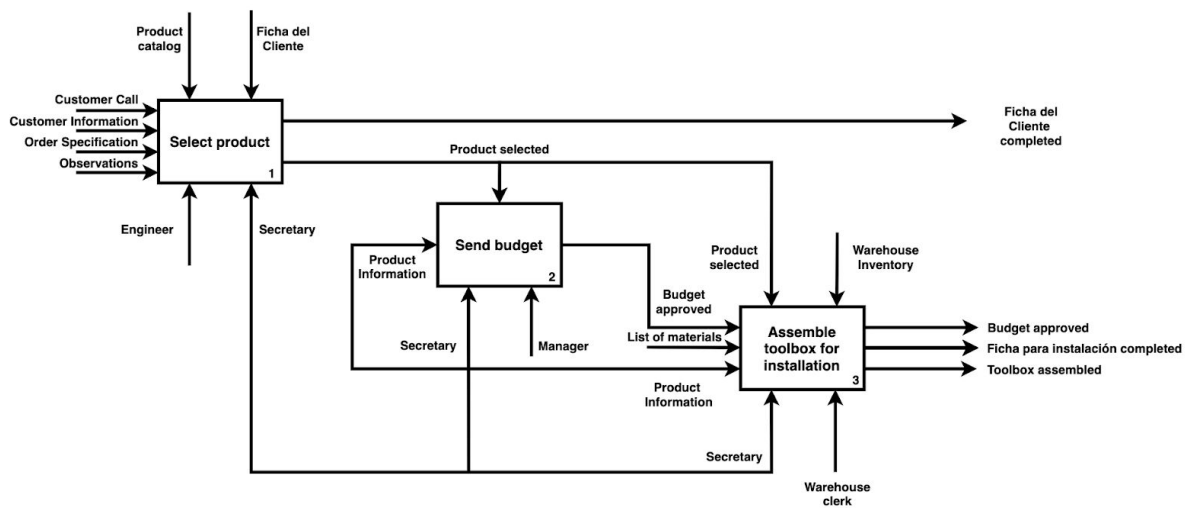 Product
catalog
Ficha del
Cliente
Customer Call
Customer Information
Order Specification
Observations
Select product
1
Ficha del
Cliente
completed
Product selected
Engineer
Secretary
Send budget
2
Product
Information
Product
selected
Warehouse
Inventory
Budget
approved
List of materials
Secretary
Manager
Assemble
toolbox for
installation
3
Budget approved
Ficha para instalación completed
Toolbox assembled
Product
Information
Secretary
Warehouse
clerk